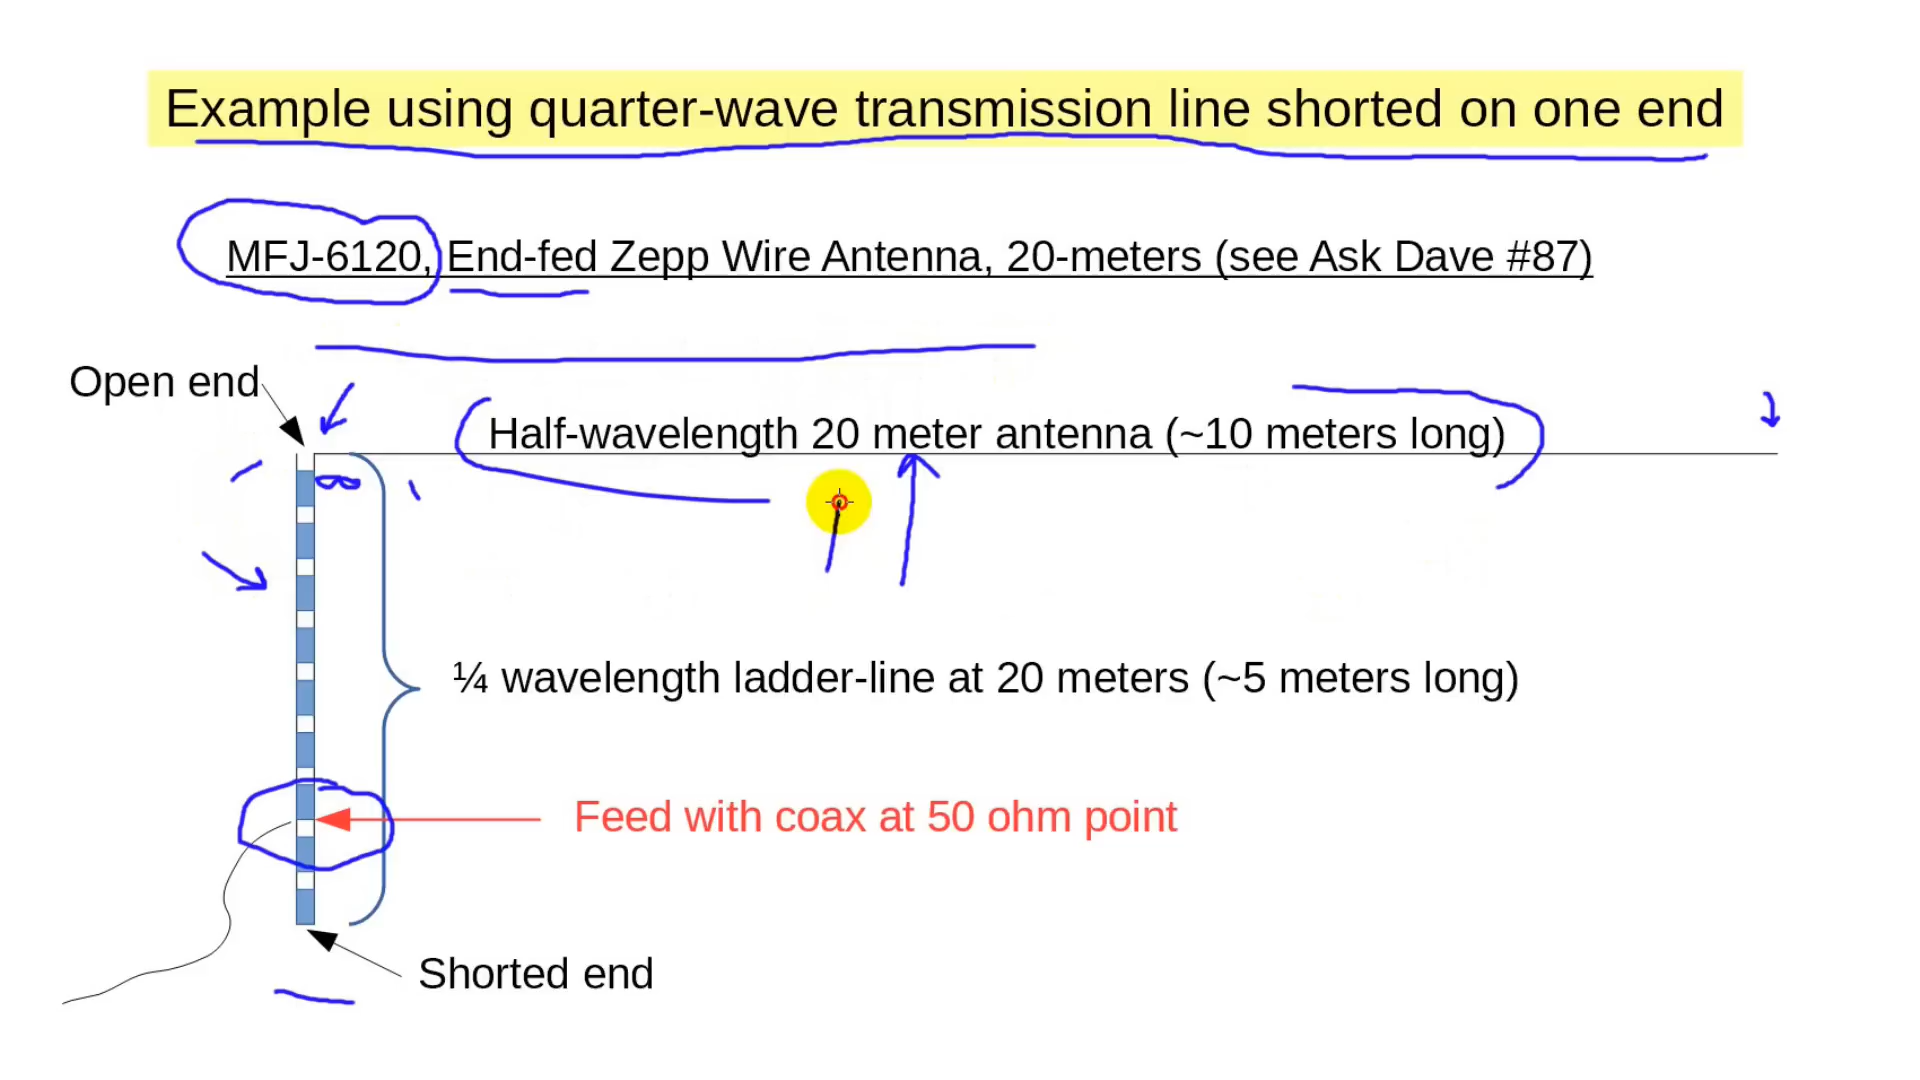 Example using quarter-wave transmission line shorted on one end
MFJ-6120, End-fed Zepp Wire Antenna, 20-meters (see Ask Dave #87)
Open end
Half-wavelength 20 meter antenna (~10 meters long)
∞
¼ wavelength ladder-line at 20 meters (~5 meters long)
Feed with coax at 50 ohm point
Shorted end